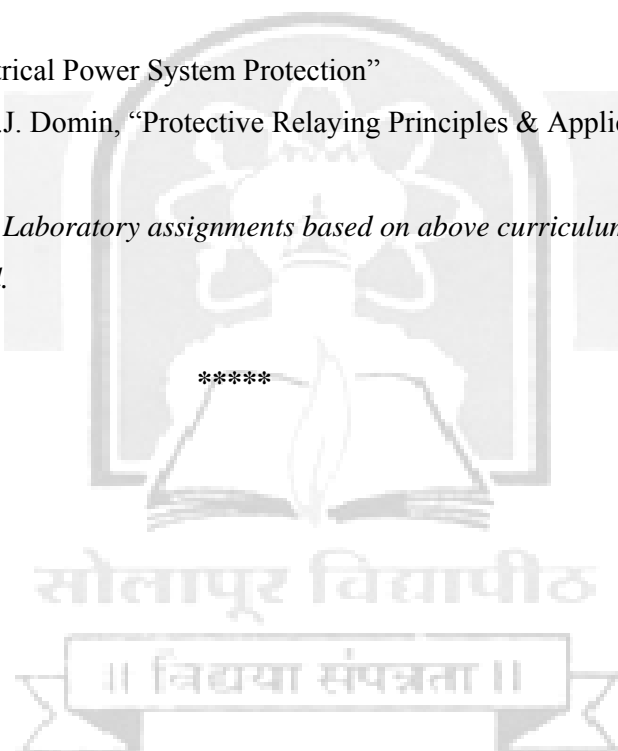 trical Power System Protection”
J. Domin, “Protective Relaying Principles & Applic
Laboratory assignments based on above curriculum
*****
सोलापूर विद्यापीठ
॥ विद्यया संपन्नता ॥